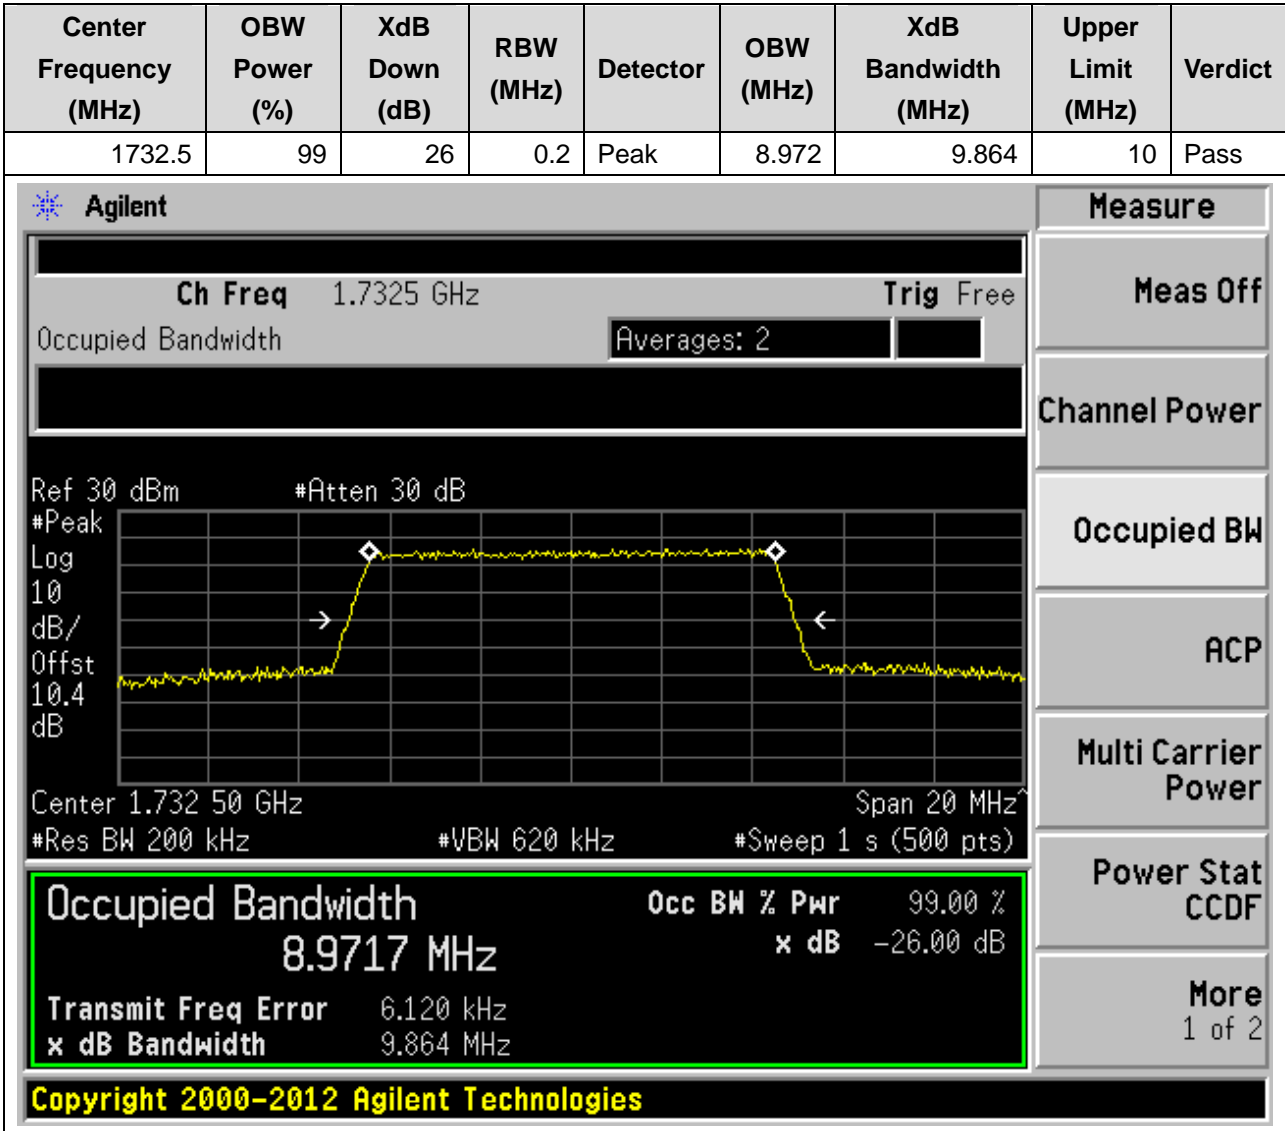 Center Frequency (MHz) OBW Power (%) XdB Down (dB) RBW (MHz) Detector OBW (MHz) XdB Bandwidth (MHz) Upper Limit (MHz) Verdict
1732.5 99 26 0.2 Peak 8.972 9.864 10 Pass
Agilent
Measure
Ch Freq 1.7325 GHz Trig Free
Occupied Bandwidth Averages: 2
Meas Off
Channel Power
Occupied BW
ACP
Multi Carrier
Power
Power Stat
CCDF
More
1 of 2
Ref 30 dBm #Atten 30 dB
#Peak
Log
10
dB/
Offst
10.4
dB
Center 1.732 50 GHz Span 20 MHz^
#Res BW 200 kHz #VBW 620 kHz #Sweep 1 s (500 pts)
Occupied Bandwidth Occ BW % Pwr 99.00 %
8.9717 MHz x dB -26.00 dB
Transmit Freq Error 6.120 kHz
x dB Bandwidth 9.864 MHz
Copyright 2000-2012 Agilent Technologies